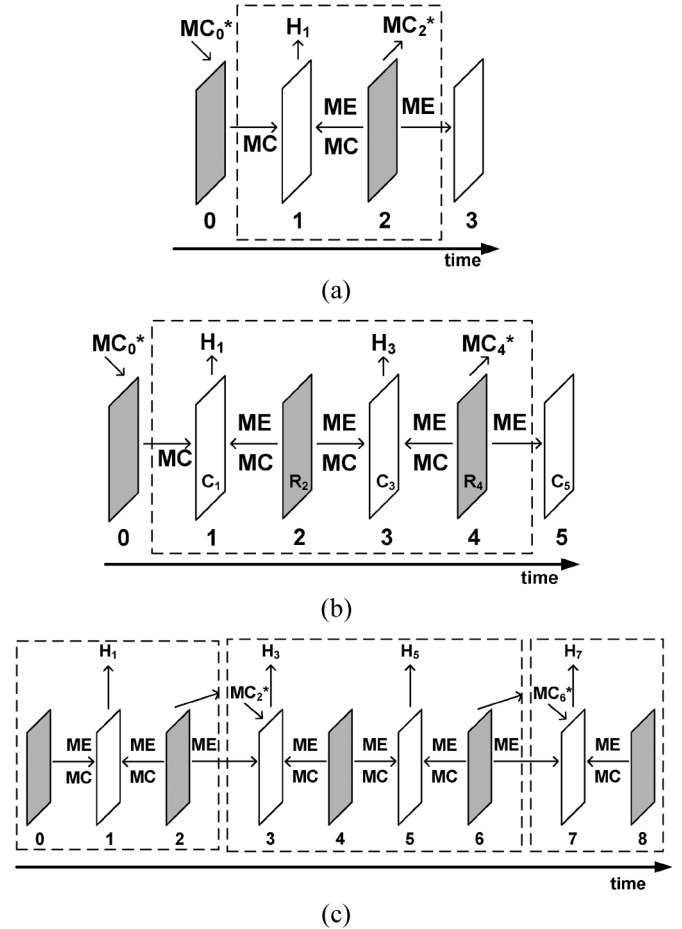 MC0* H1 MC2*
MC ME ME
MC
0 1 2 3
time
(a)
MC0* H1 H3 MC4*
ME ME ME ME
MC MC MC MC
C1 R2 C3 R4 C5
0 1 2 3 4 5
time
(b)
H1 H3 H5 H7
MC2* MC6*
ME ME ME ME ME ME ME ME
MC MC MC MC MC MC
0 1 2 3 4 5 6 7 8
time
(c)